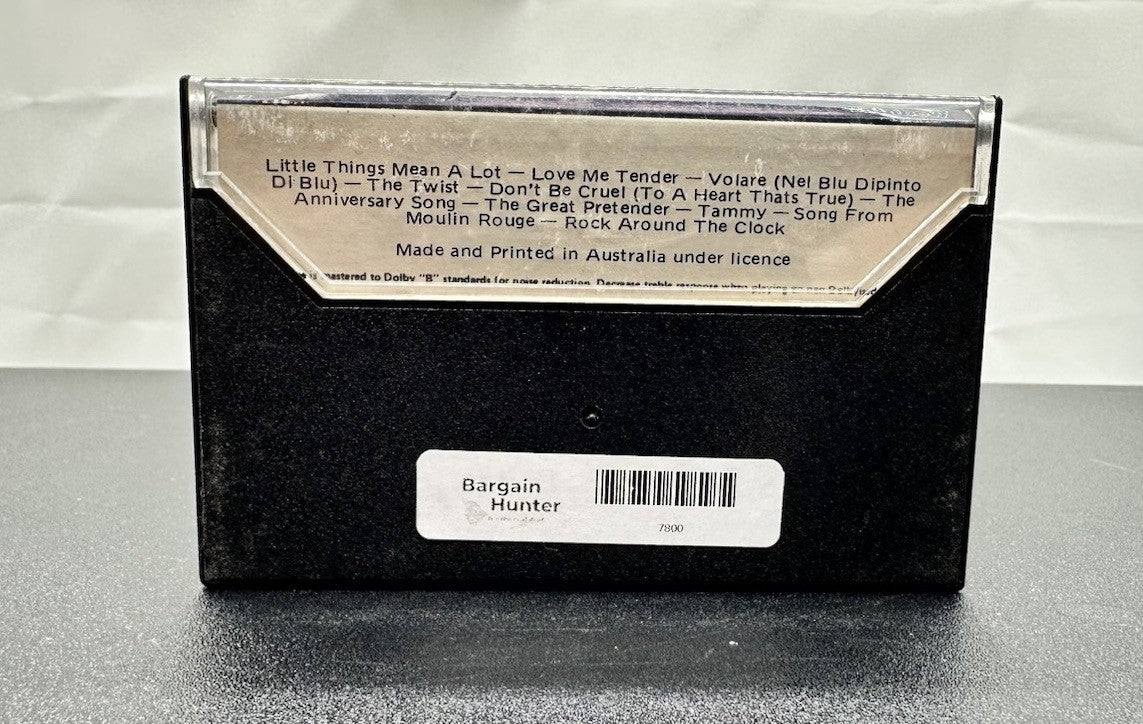 Little Things Mean A Lot — Love Me Tender — Volare (Nel Blu Dipinto
Di Blu) — The Twist — Don't Be Cruel (To A Heart Thats True) — The
Anniversary Song — The Great Pretender — Tammy — Song From
Moulin Rouge — Rock Around The Clock
Made and Printed in Australia under licence
mastered to Dolby "B" standards for noise reduction. Decrease treble response when playing on non
Bargain
Hunter
7800